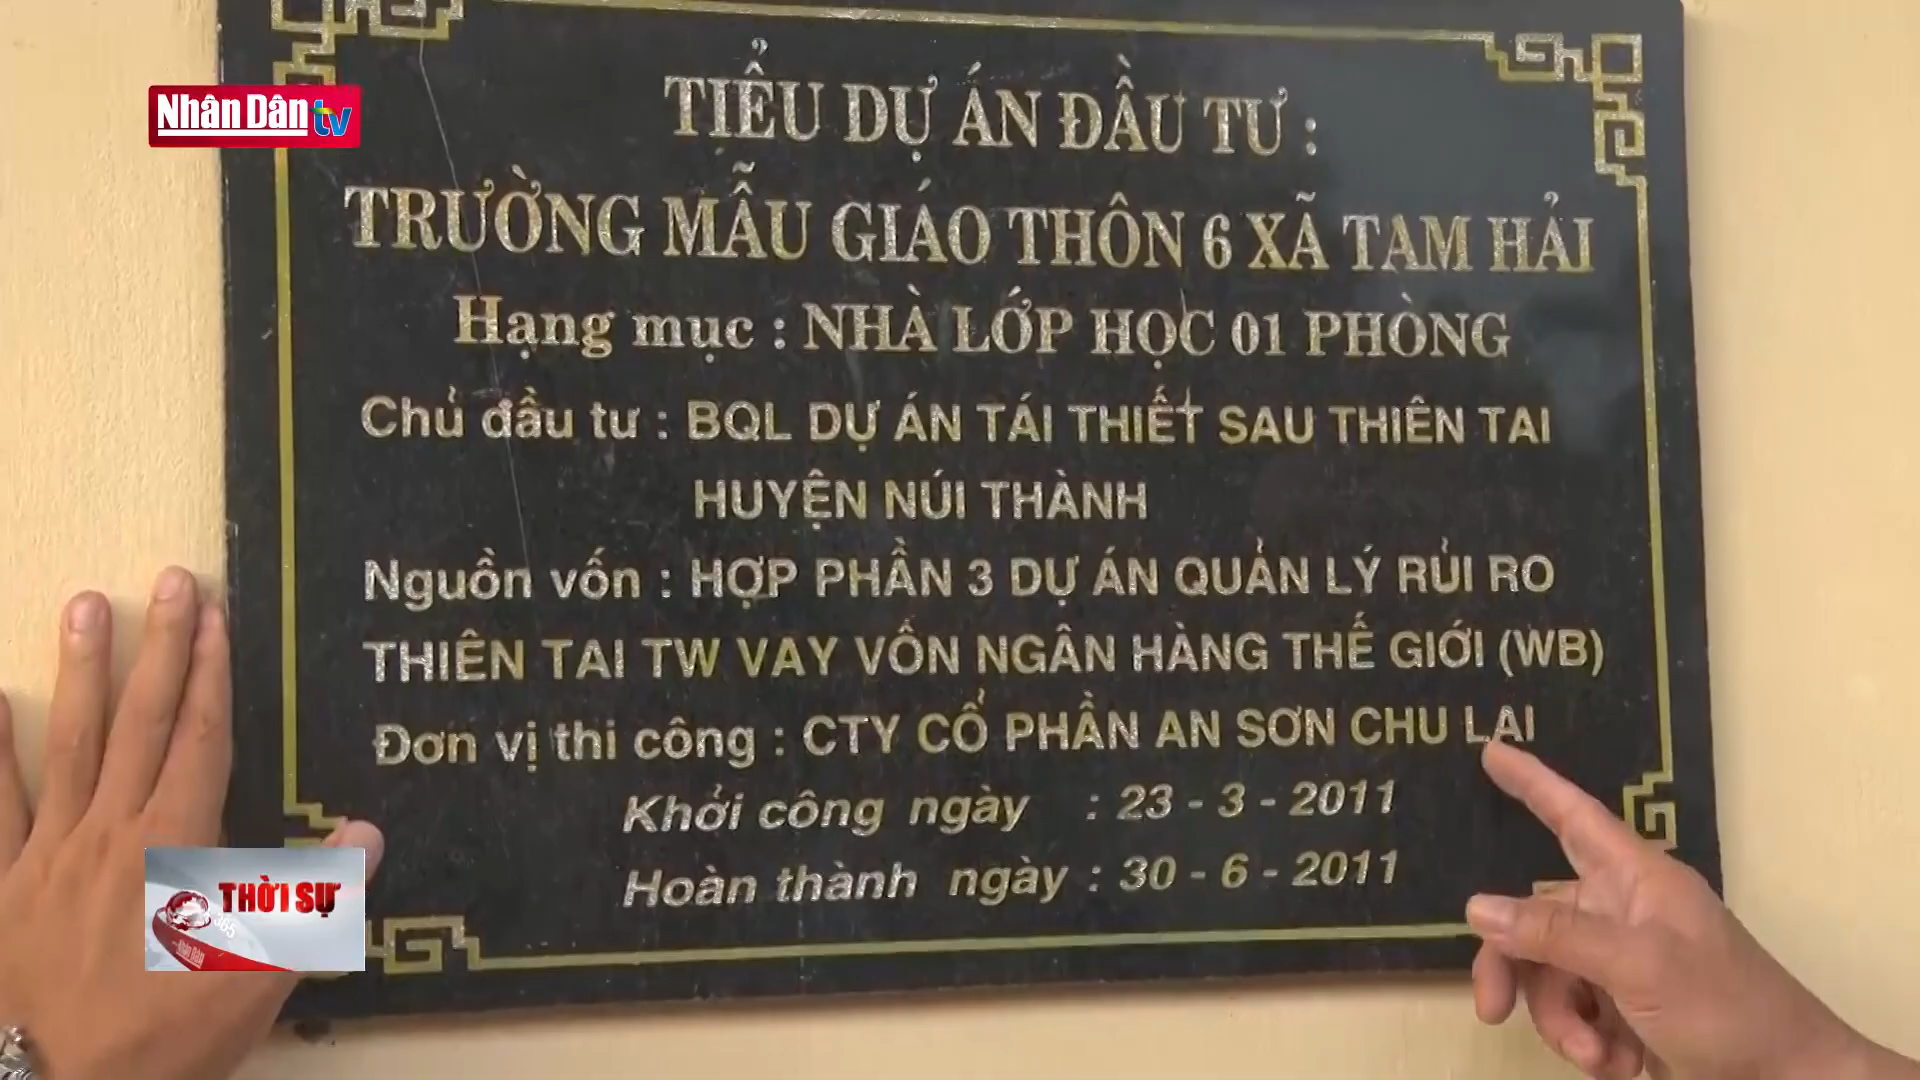 Nhân Dân tv
TIỂU DỰ ÁN ĐẦU TƯ :
TRƯỜNG MẪU GIÁO THÔN 6 XÃ TAM HẢI
Hạng mục : NHÀ LỚP HỌC 01 PHÒNG
Chủ đầu tư : BQL DỰ ÁN TÁI THIẾT SAU THIÊN TAI
HUYỆN NÚI THÀNH
Nguồn vốn : HỢP PHẦN 3 DỰ ÁN QUẢN LÝ RỦI RO
THIÊN TAI TW VAY VỐN NGÂN HÀNG THẾ GIỚI (WB)
Đơn vị thi công : CTY CỔ PHẦN AN SƠN CHU LAI
Khởi công ngày : 23 - 3 - 2011
Hoàn thành ngày : 30 - 6 - 2011
THỜI SỰ
365
Nhân Dân